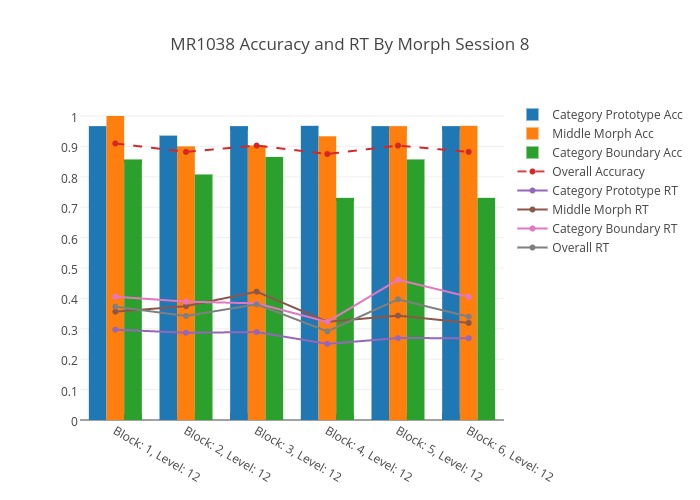 MR1038 Accuracy and RT By Morph Session 8
1
0.9
0.8
0.7
0.6
0.5
0.4
0.3
0.2
0.1
0
Block: 1, Level: 12
Block: 2, Level: 12
Block: 3, Level: 12
Block: 4, Level: 12
Block: 5, Level: 12
Block: 6, Level: 12
Category Prototype Acc
Middle Morph Acc
Category Boundary Acc
Overall Accuracy
Category Prototype RT
Middle Morph RT
Category Boundary RT
Overall RT